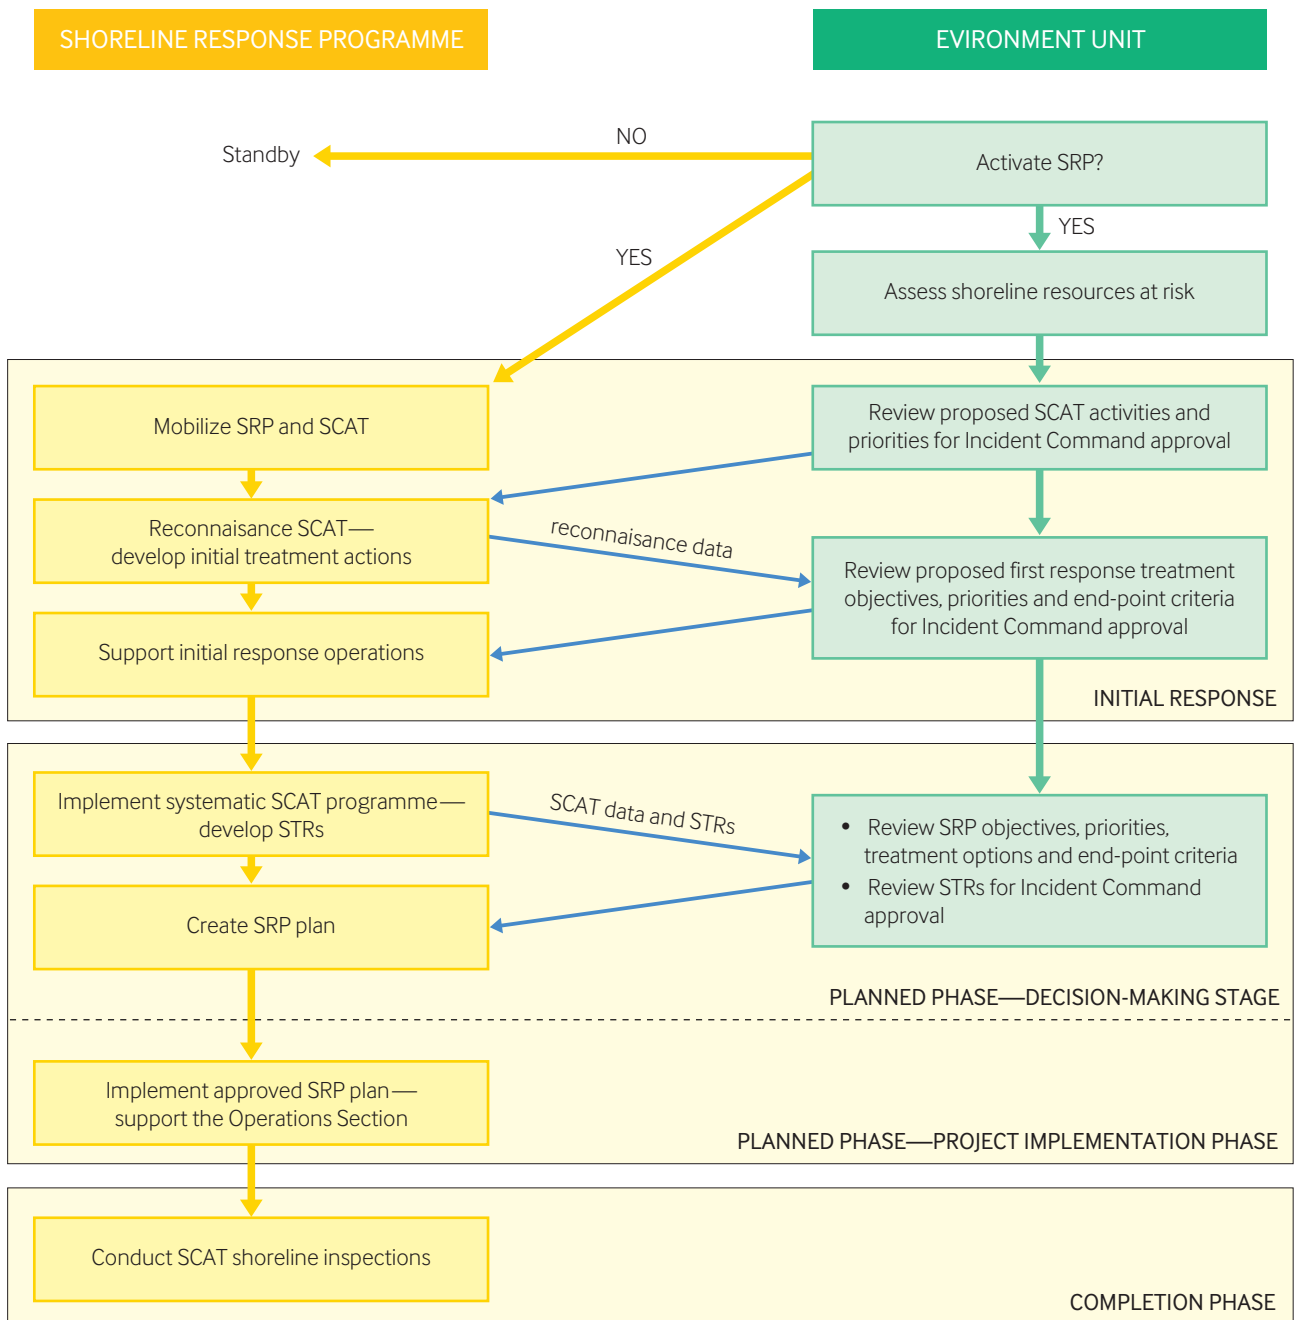 SHORELINE RESPONSE PROGRAMME
EVIRONMENT UNIT
NO
Standby
Activate SRP?
YES
YES
Assess shoreline resources at risk
Mobilize SRP and SCAT
Review proposed SCAT activities and
priorities for Incident Command approval
Reconnaisance SCAT—
develop initial treatment actions
reconnaisance data
Review proposed first response treatment
objectives, priorities and end-point criteria
for Incident Command approval
Support initial response operations
INITIAL RESPONSE
Implement systematic SCAT programme—
develop STRs
SCAT data and STRs
• Review SRP objectives, priorities,
treatment options and end-point criteria
• Review STRs for Incident Command
approval
Create SRP plan
PLANNED PHASE—DECISION-MAKING STAGE
Implement approved SRP plan—
support the Operations Section
PLANNED PHASE—PROJECT IMPLEMENTATION PHASE
Conduct SCAT shoreline inspections
COMPLETION PHASE